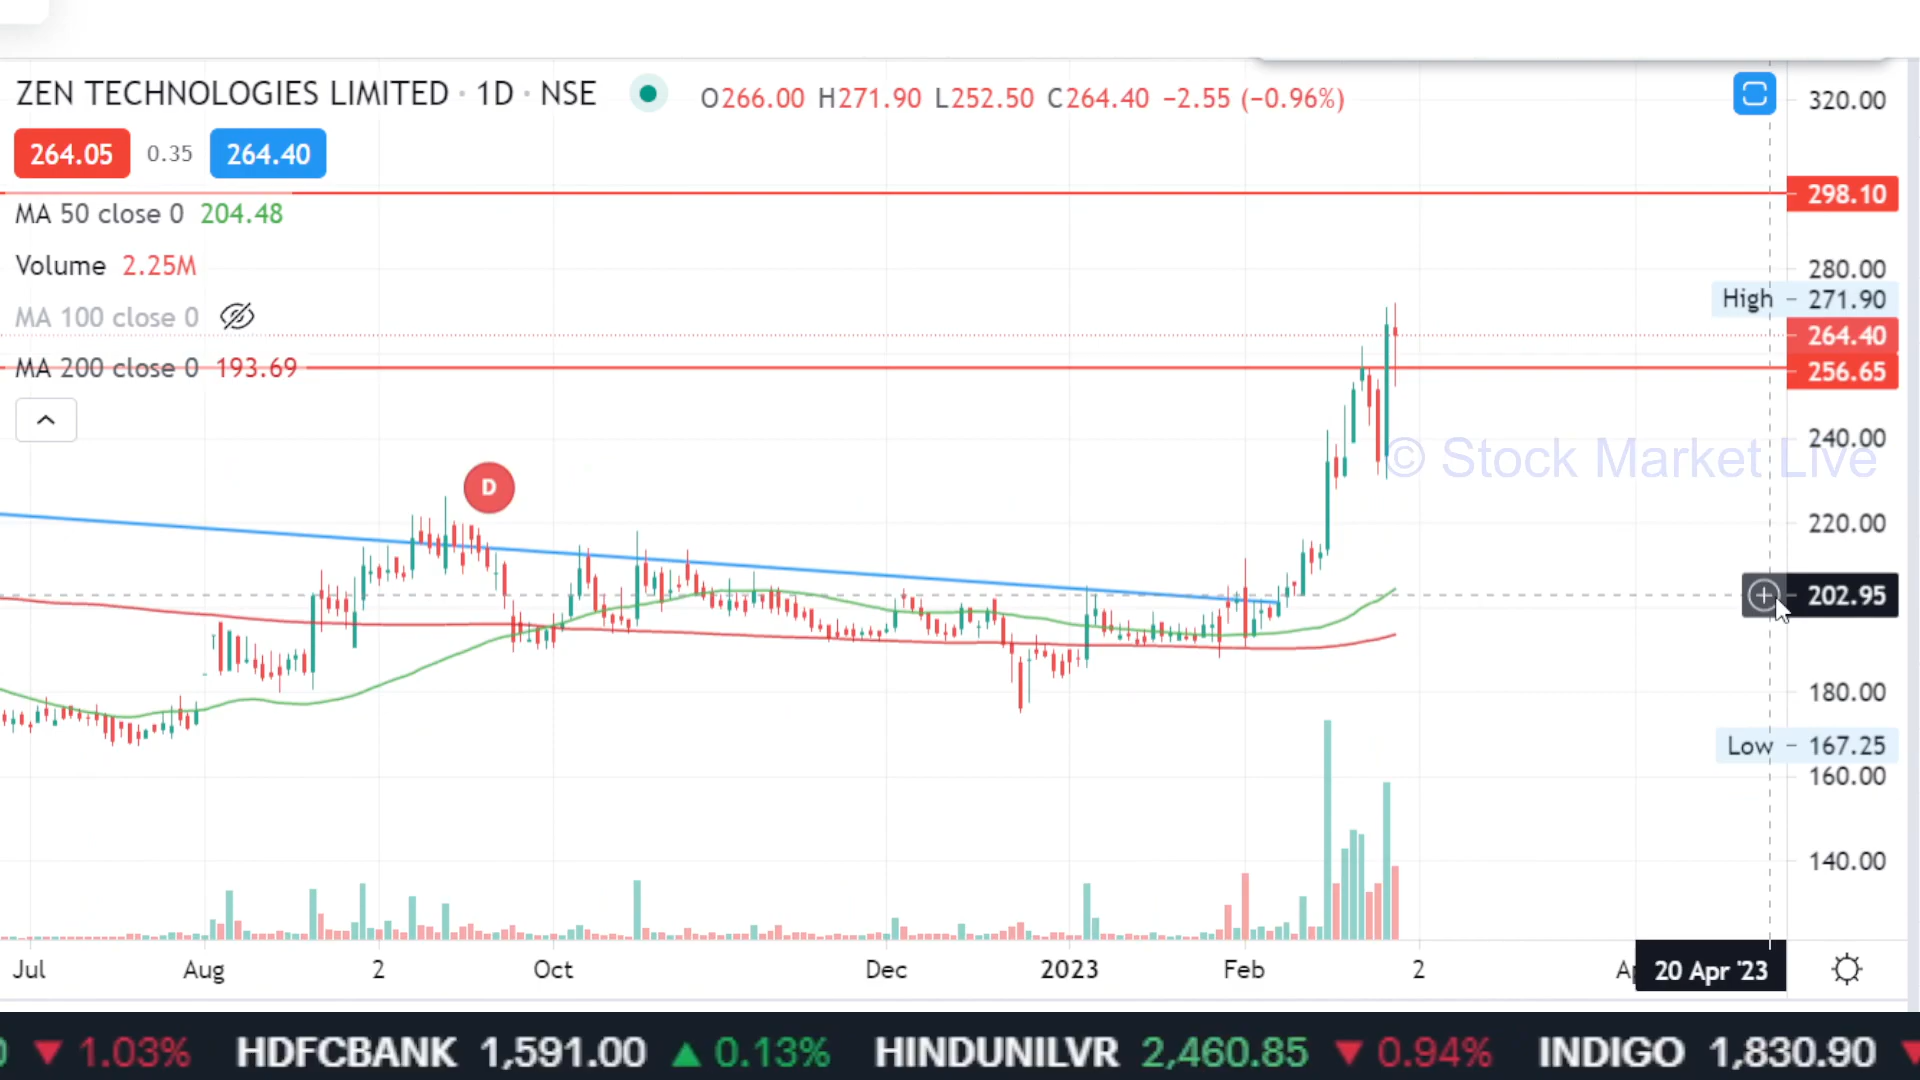 ZEN TECHNOLOGIES LIMITED · 1D · NSE O266.00 H271.90 L252.50 C264.40 −2.55 (−0.96%)
264.05 0.35 264.40
MA 50 close 0 204.48
Volume 2.25M
MA 100 close 0
MA 200 close 0 193.69
320.00
298.10
280.00
High 271.90
264.40
256.65
240.00
© Stock Market Live
D
220.00
202.95
180.00
Low 167.25
160.00
140.00
Jul Aug 2 Oct Dec 2023 Feb 2 20 Apr '23
1.03% HDFCBANK 1,591.00 0.13% HINDUNILVR 2,460.85 0.94% INDIGO 1,830.90